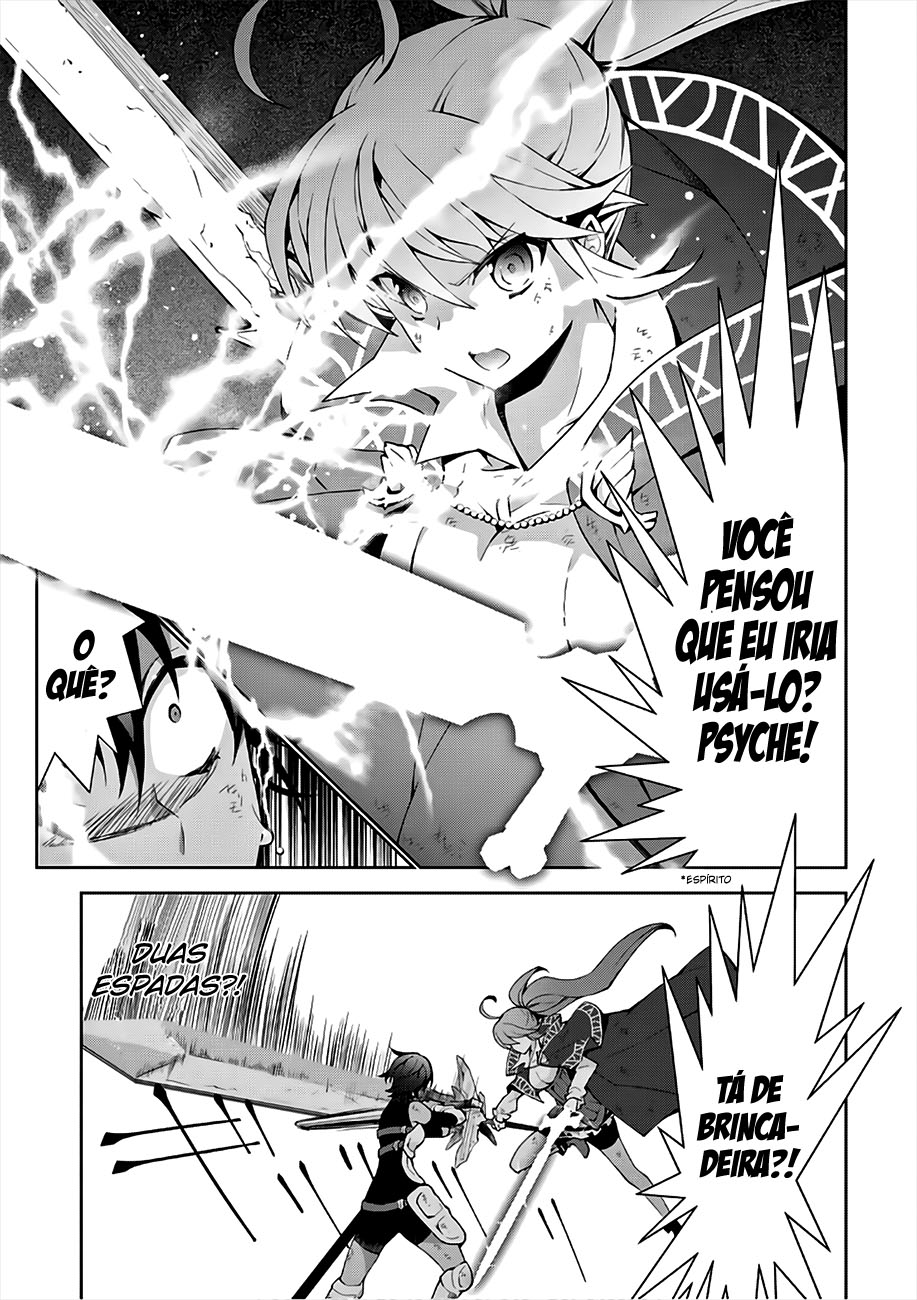 VOCÊ
PENSOU
QUE EU IRIA
USÁ-LO?
PSYCHE!
O
QUÊ?
*ESPÍRITO
DUAS
ESPADAS?!
TÁ DE
BRINCA-
DEIRA?!